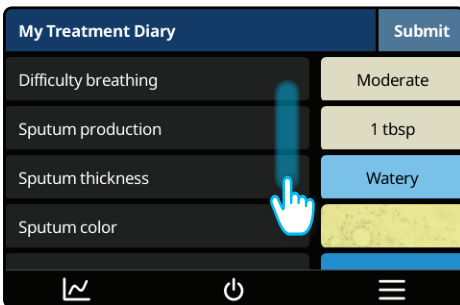 My Treatment Diary Submit
Difficulty breathing Moderate
Sputum production 1 tbsp
Sputum thickness Watery
Sputum color